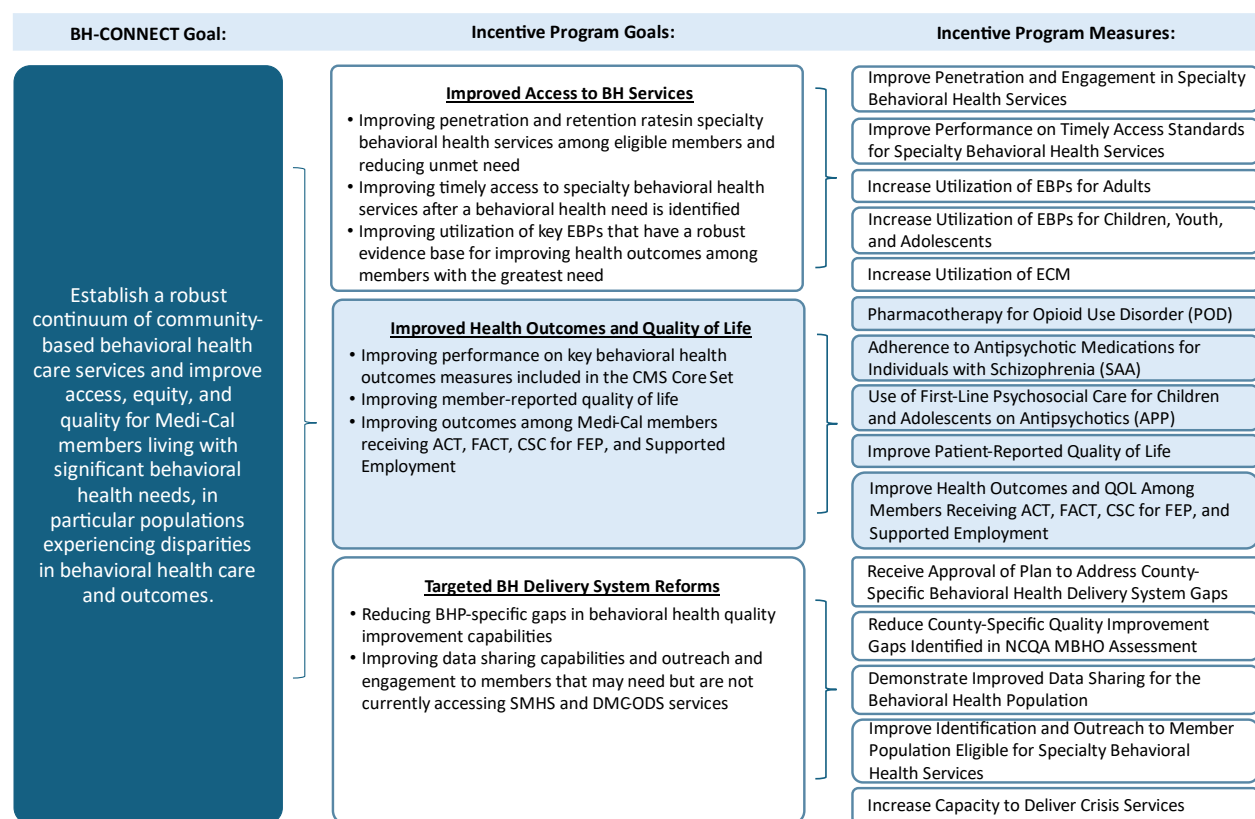 BH-CONNECT Goal:
Incentive Program Goals:
Incentive Program Measures:
Establish a robust
continuum of community-
based behavioral health
care services and improve
access, equity, and
quality for Medi-Cal
members living with
significant behavioral
health needs, in
particular populations
experiencing disparities
in behavioral health care
and outcomes.
Improved Access to BH Services
• Improving penetration and retention ratesin specialty
behavioral health services among eligible members and
reducing unmet need
• Improving timely access to specialty behavioral health
services after a behavioral health need is identified
• Improving utilization of key EBPs that have a robust
evidence base for improving health outcomes among
members with the greatest need
Improved Health Outcomes and Quality of Life
• Improving performance on key behavioral health
outcomes measures included in the CMS Core Set
• Improving member-reported quality of life
• Improving outcomes among Medi-Cal members
receiving ACT, FACT, CSC for FEP, and Supported
Employment
Targeted BH Delivery System Reforms
• Reducing BHP-specific gaps in behavioral health quality
improvement capabilities
• Improving data sharing capabilities and outreach and
engagement to members that may need but are not
currently accessing SMHS and DMC-ODS services
Improve Penetration and Engagement in Specialty
Behavioral Health Services
Improve Performance on Timely Access Standards
for Specialty Behavioral Health Services
Increase Utilization of EBPs for Adults
Increase Utilization of EBPs for Children, Youth,
and Adolescents
Increase Utilization of ECM
Pharmacotherapy for Opioid Use Disorder (POD)
Adherence to Antipsychotic Medications for
Individuals with Schizophrenia (SAA)
Use of First-Line Psychosocial Care for Children
and Adolescents on Antipsychotics (APP)
Improve Patient-Reported Quality of Life
Improve Health Outcomes and QOL Among
Members Receiving ACT, FACT, CSC for FEP, and
Supported Employment
Receive Approval of Plan to Address County-
Specific Behavioral Health Delivery System Gaps
Reduce County-Specific Quality Improvement
Gaps Identified in NCQA MBHO Assessment
Demonstrate Improved Data Sharing for the
Behavioral Health Population
Improve Identification and Outreach to Member
Population Eligible for Specialty Behavioral
Health Services
Increase Capacity to Deliver Crisis Services